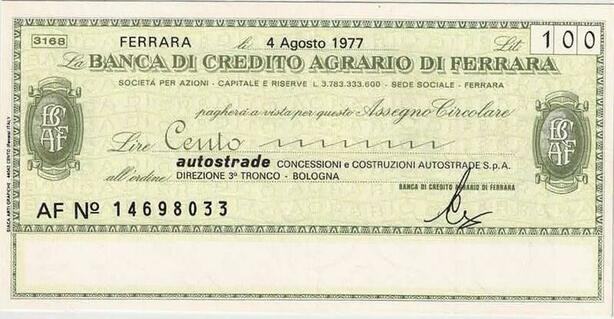 3168 FERRARA li 4 Agosto 1977 Lit. 100
La BANCA DI CREDITO AGRARIO DI FERRARA
SOCIETÀ PER AZIONI - CAPITALE E RISERVE L. 3.783.333.600 - SEDE SOCIALE - FERRARA
pagherà a vista per questo Assegno Circolare
Lire Cento
autostrade CONCESSIONI e COSTRUZIONI AUTOSTRADE S.p.A.
all'ordine DIREZIONE 3º TRONCO - BOLOGNA
BANCA DI CREDITO AGRARIO DI FERRARA
AF Nº 14698033